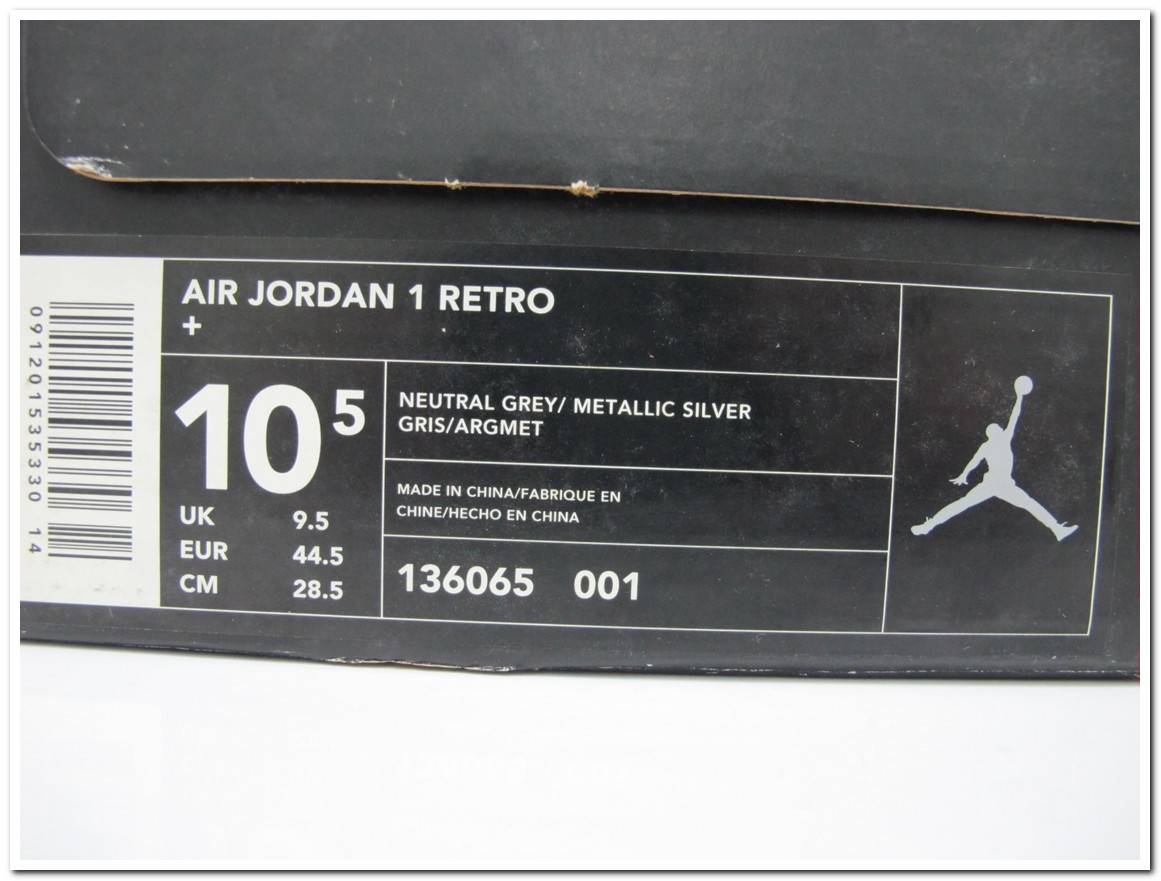 AIR JORDAN 1 RETRO
+
10 5
UK 9.5
EUR 44.5
CM 28.5
NEUTRAL GREY/ METALLIC SILVER
GRIS/ARGMET
MADE IN CHINA/FABRIQUE EN
CHINE/HECHO EN CHINA
136065 001
091201535330 14